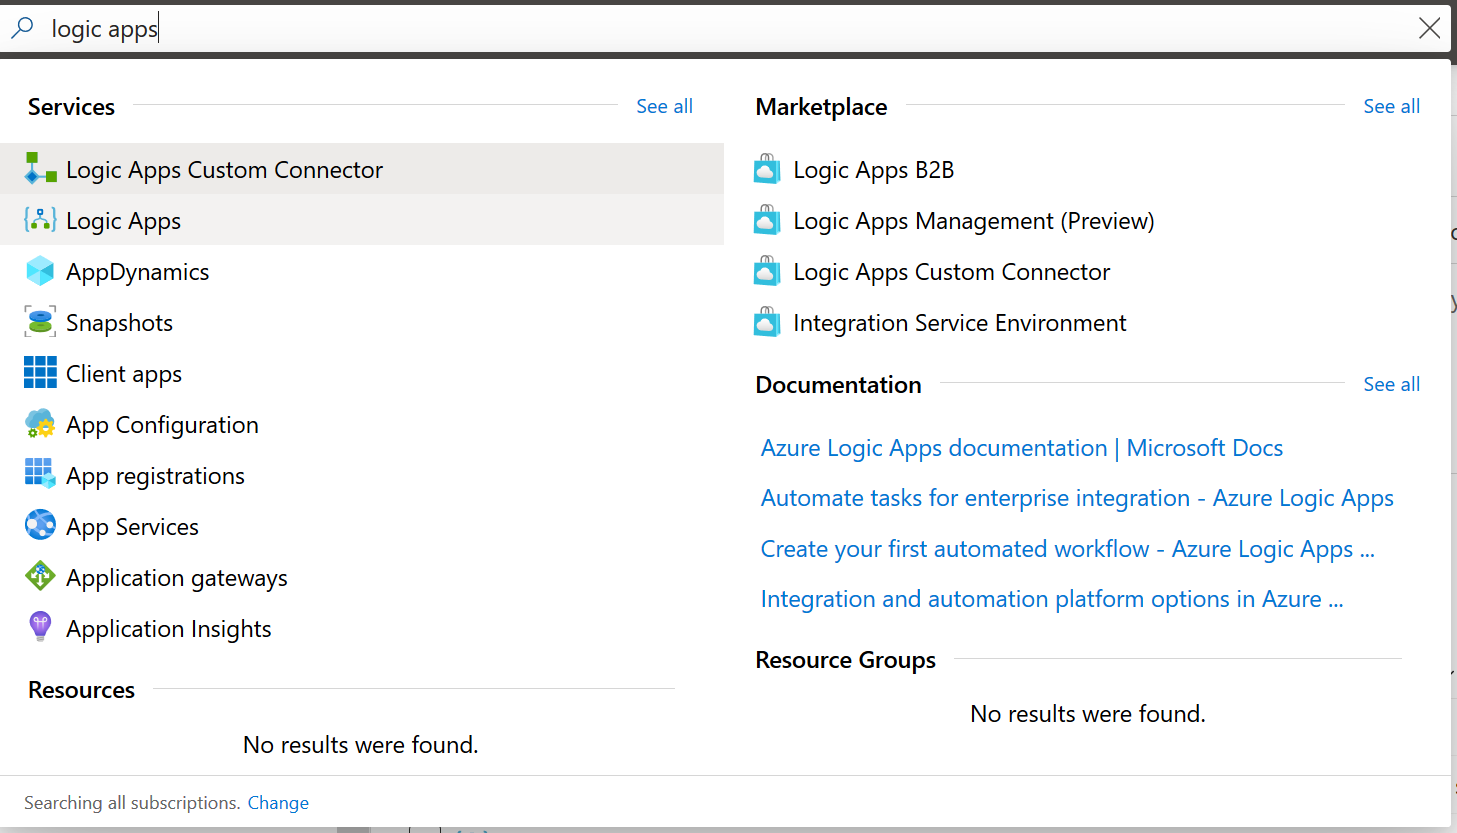 logic apps
Services
See all
Logic Apps Custom Connector
Logic Apps
AppDynamics
Snapshots
Client apps
App Configuration
App registrations
App Services
Application gateways
Application Insights
Resources
No results were found.
Marketplace
See all
Logic Apps B2B
Logic Apps Management (Preview)
Logic Apps Custom Connector
Integration Service Environment
Documentation
See all
Azure Logic Apps documentation | Microsoft Docs
Automate tasks for enterprise integration - Azure Logic Apps
Create your first automated workflow - Azure Logic Apps ...
Integration and automation platform options in Azure ...
Resource Groups
No results were found.
Searching all subscriptions. Change